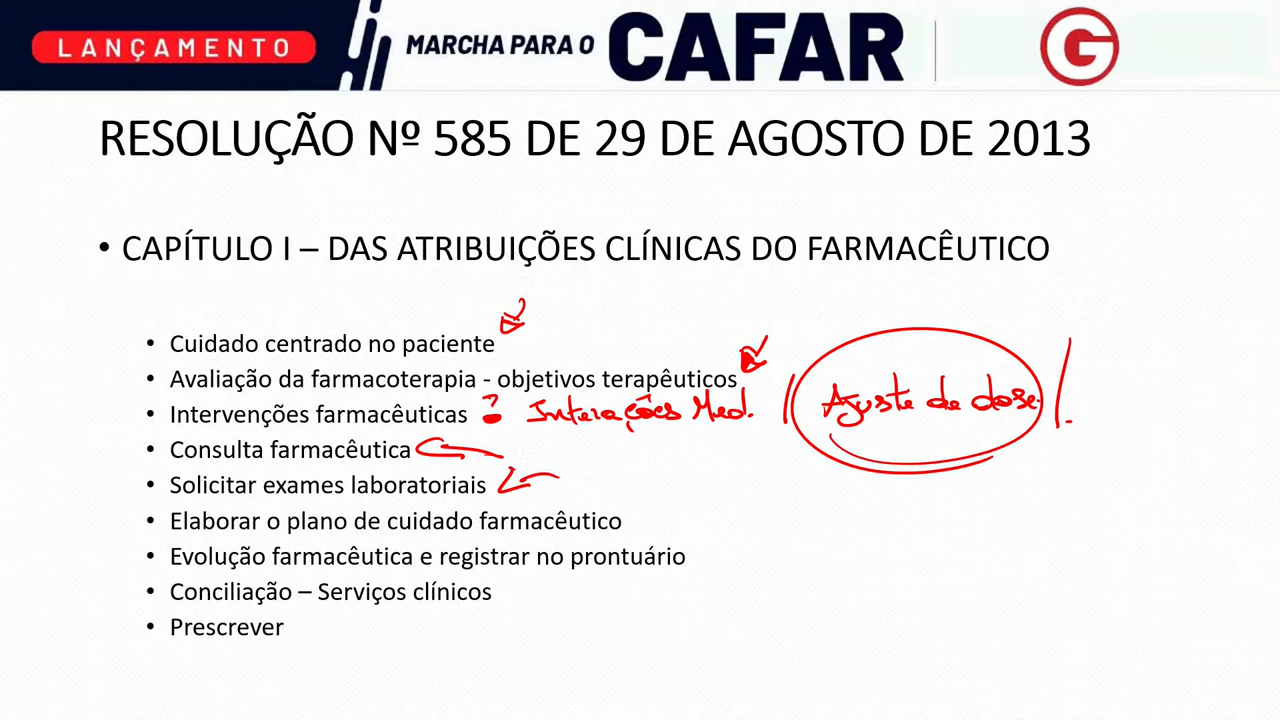 LANÇAMENTO MARCHA PARA O CAFAR G
RESOLUÇÃO Nº 585 DE 29 DE AGOSTO DE 2013
• CAPÍTULO I – DAS ATRIBUIÇÕES CLÍNICAS DO FARMACÊUTICO
• Cuidado centrado no paciente
• Avaliação da farmacoterapia - objetivos terapêuticos
• Intervenções farmacêuticas ? Interações Med. Ajuste de dose
• Consulta farmacêutica
• Solicitar exames laboratoriais
• Elaborar o plano de cuidado farmacêutico
• Evolução farmacêutica e registrar no prontuário
• Conciliação – Serviços clínicos
• Prescrever